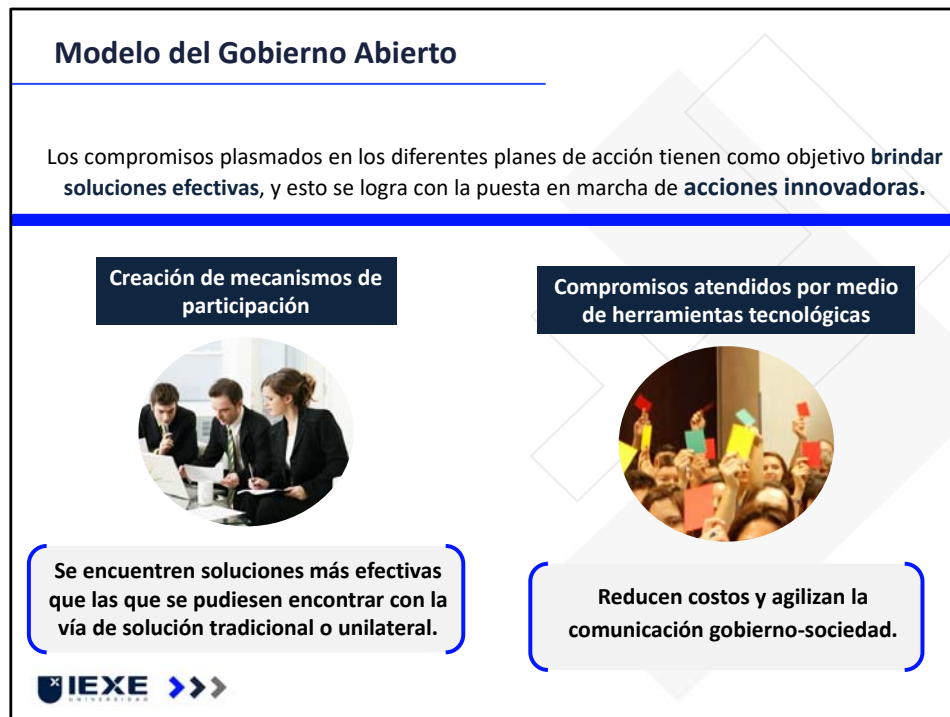 Modelo del Gobierno Abierto
Los compromisos plasmados en los diferentes planes de acción tienen como objetivo brindar
soluciones efectivas, y esto se logra con la puesta en marcha de acciones innovadoras.
Creación de mecanismos de
participación
Se encuentren soluciones más efectivas
que las que se pudiesen encontrar con la
vía de solución tradicional o unilateral.
Compromisos atendidos por medio
de herramientas tecnológicas
Reducen costos y agilizan la
comunicación gobierno-sociedad.
IEXE
UNIVERSIDAD